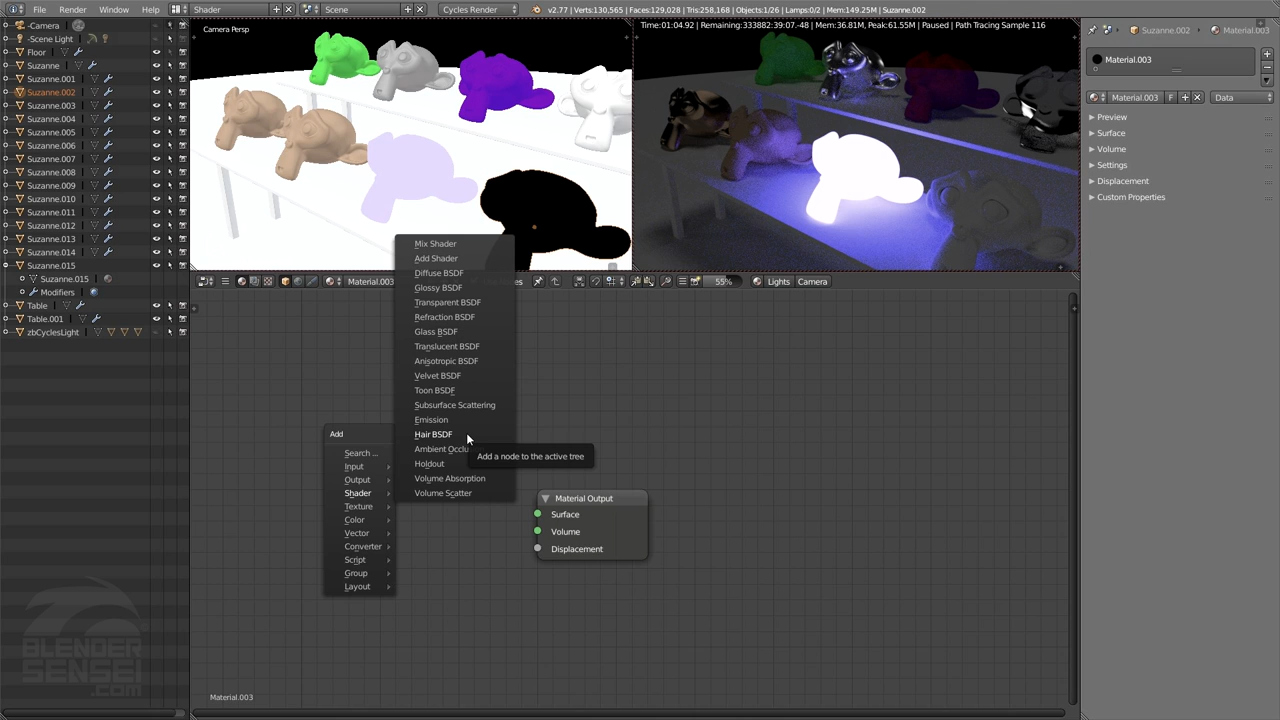 File Render Window Help Shader Scene Cycles Render v2.77 | Verts:130,565 | Faces:129,028 | Tris:258,168 | Objects:1/26 | Lamps:0/2 | Mem:149.25M | Suzanne.002
-Camera
-Scene Light
Floor
Suzanne
Suzanne.001
Suzanne.002
Suzanne.003
Suzanne.004
Suzanne.005
Suzanne.006
Suzanne.007
Suzanne.008
Suzanne.009
Suzanne.010
Suzanne.011
Suzanne.012
Suzanne.013
Suzanne.014
Suzanne.015
Suzanne.015
Modifiers
Table
Table.001
zbCyclesLight
Camera Persp
Time:01:04.92 | Remaining:333882:39:07.-48 | Mem:36.81M, Peak:61.55M | Paused | Path Tracing Sample 116
Suzanne.002 Material.003
Material.003
Material.003 F Data
Preview
Surface
Volume
Settings
Displacement
Custom Properties
Material.003 55% Lights Camera
Mix Shader
Add Shader
Diffuse BSDF
Glossy BSDF
Transparent BSDF
Refraction BSDF
Glass BSDF
Translucent BSDF
Anisotropic BSDF
Velvet BSDF
Toon BSDF
Subsurface Scattering
Emission
Hair BSDF
Ambient Occlu
Holdout
Volume Absorption
Volume Scatter
Add a node to the active tree
Add
Search ...
Input
Output
Shader
Texture
Color
Vector
Converter
Script
Group
Layout
Material Output
Surface
Volume
Displacement
Material.003
BLENDER
SENSEI
.COM